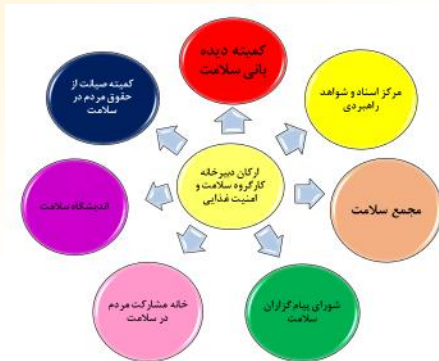 کمیته دیده
بانی سلامت
مرکز اسناد و شواهد
راهبردی
مجمع سلامت
شورای پیام‌گزاران
سلامت
خانه مشارکت مردم
در سلامت
اندیشگاه سلامت
کمیته صیانت از
حقوق مردم در
سلامت
ارکان دبیرخانه
کارگروه سلامت و
امنیت غذایی